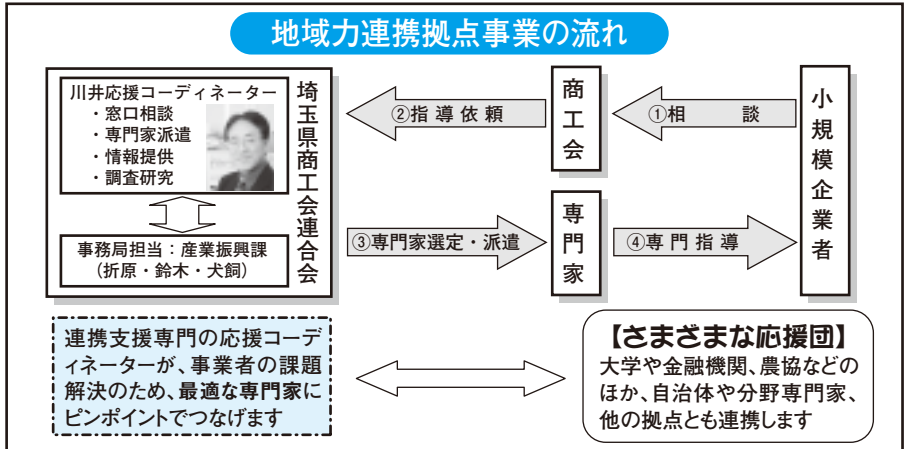 地域力連携拠点事業の流れ
川井応援コーディネーター
・窓口相談
・専門家派遣
・情報提供
・調査研究
事務局担当：産業振興課
(折原・鈴木・犬飼)
埼玉県商工会連合会
②指導依頼
商工会
①相　談
小規模企業者
③専門家選定・派遣
専門家
④専門指導
連携支援専門の応援コーデ
ィネーターが、事業者の課題
解決のため、最適な専門家に
ピンポイントでつなげます
【さまざまな応援団】
大学や金融機関、農協などの
ほか、自治体や分野専門家、
他の拠点とも連携します